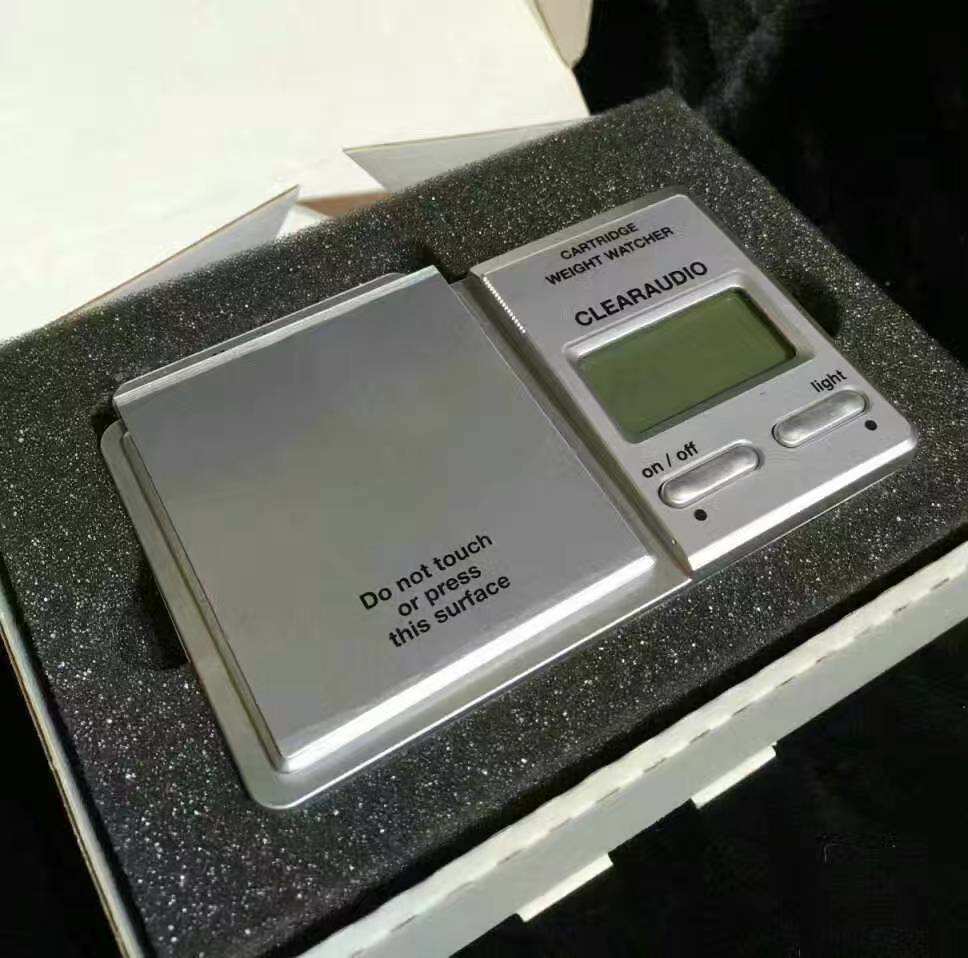 CARTRIDGE
WEIGHT WATCHER
CLEARAUDIO
light
on / off
Do not touch
or press
this surface